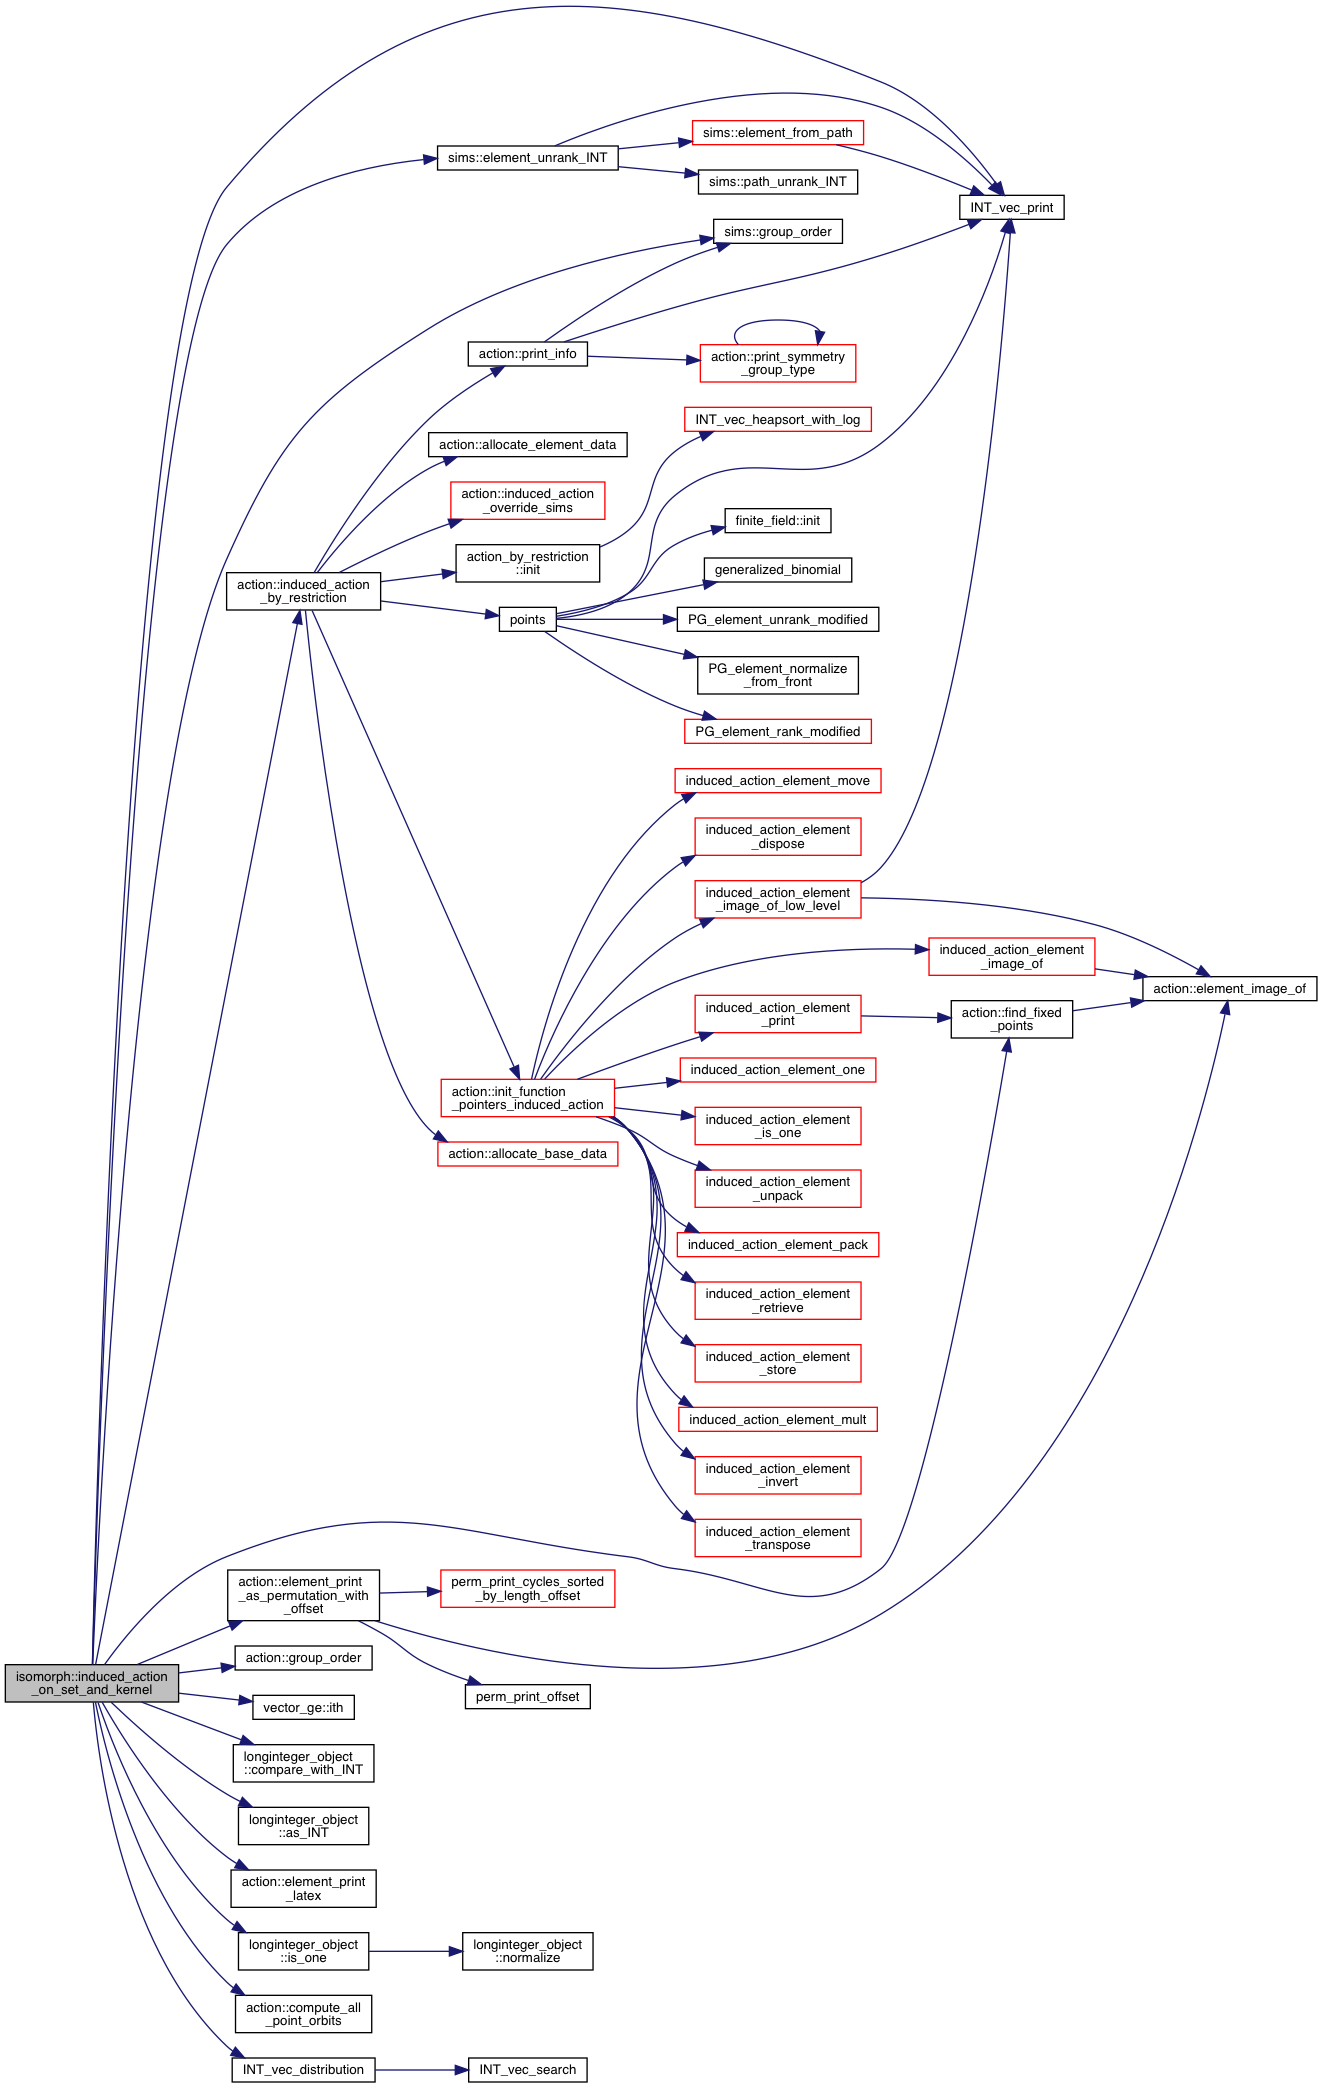 sims::element_from_path
sims::element_unrank_INT
sims::path_unrank_INT
INT_vec_print
sims::group_order
action::print_info
action::print_symmetry
_group_type
INT_vec_heapsort_with_log
action::allocate_element_data
action::induced_action
_override_sims
finite_field::init
action_by_restriction
::init
generalized_binomial
action::induced_action
_by_restriction
points
PG_element_unrank_modified
PG_element_normalize
_from_front
PG_element_rank_modified
induced_action_element_move
induced_action_element
_dispose
induced_action_element
_image_of_low_level
induced_action_element
_image_of
action::element_image_of
induced_action_element
_print
action::find_fixed
_points
induced_action_element_one
action::init_function
_pointers_induced_action
induced_action_element
_is_one
action::allocate_base_data
induced_action_element
_unpack
induced_action_element_pack
induced_action_element
_retrieve
induced_action_element
_store
induced_action_element_mult
induced_action_element
_invert
induced_action_element
_transpose
action::element_print
_as_permutation_with
_offset
perm_print_cycles_sorted
_by_length_offset
action::group_order
isomorph::induced_action
_on_set_and_kernel
perm_print_offset
vector_ge::ith
longinteger_object
::compare_with_INT
longinteger_object
::as_INT
action::element_print
_latex
longinteger_object
::is_one
longinteger_object
::normalize
action::compute_all
_point_orbits
INT_vec_distribution
INT_vec_search